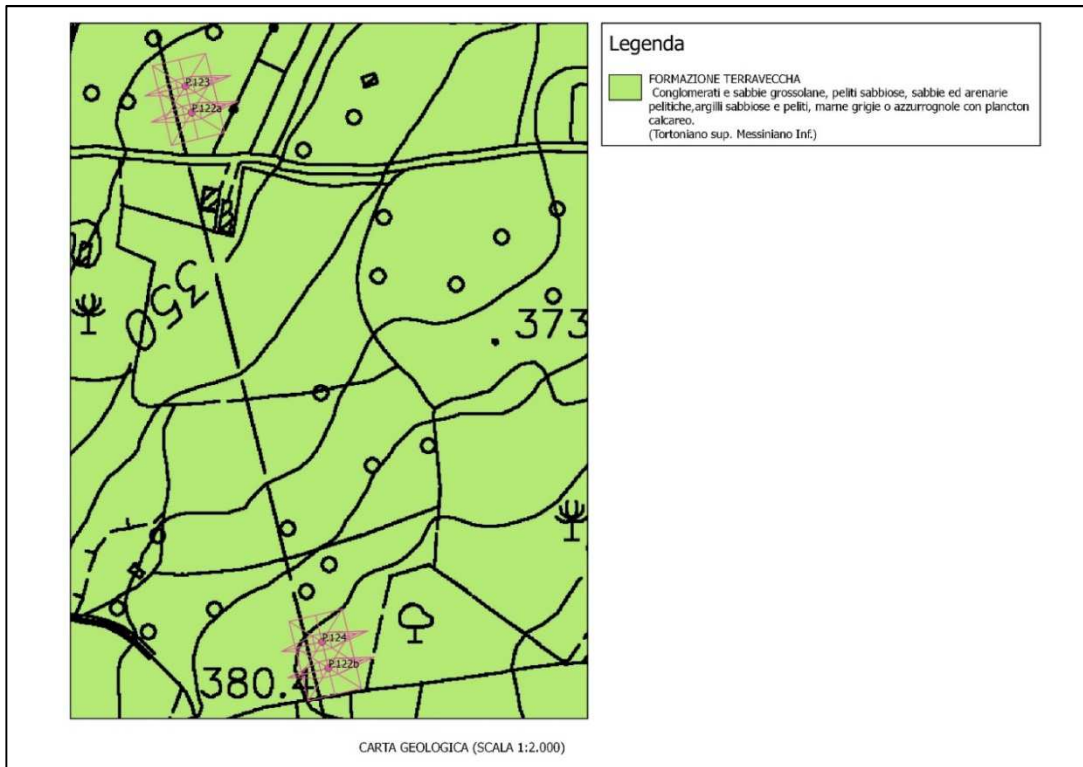 Legenda
FORMAZIONE TERRAVECCHA
Conglomerati e sabbie grossolane, peliti sabbiose, sabbie ed arenarie
pelitiche,argilli sabbiose e peliti, marne grigie o azzurrognole con plancton
calcareo.
(Tortoniano sup. Messiniano Inf.)
P.123
P.122a
350
373
P.124
P.122b
380.4
CARTA GEOLOGICA (SCALA 1:2.000)